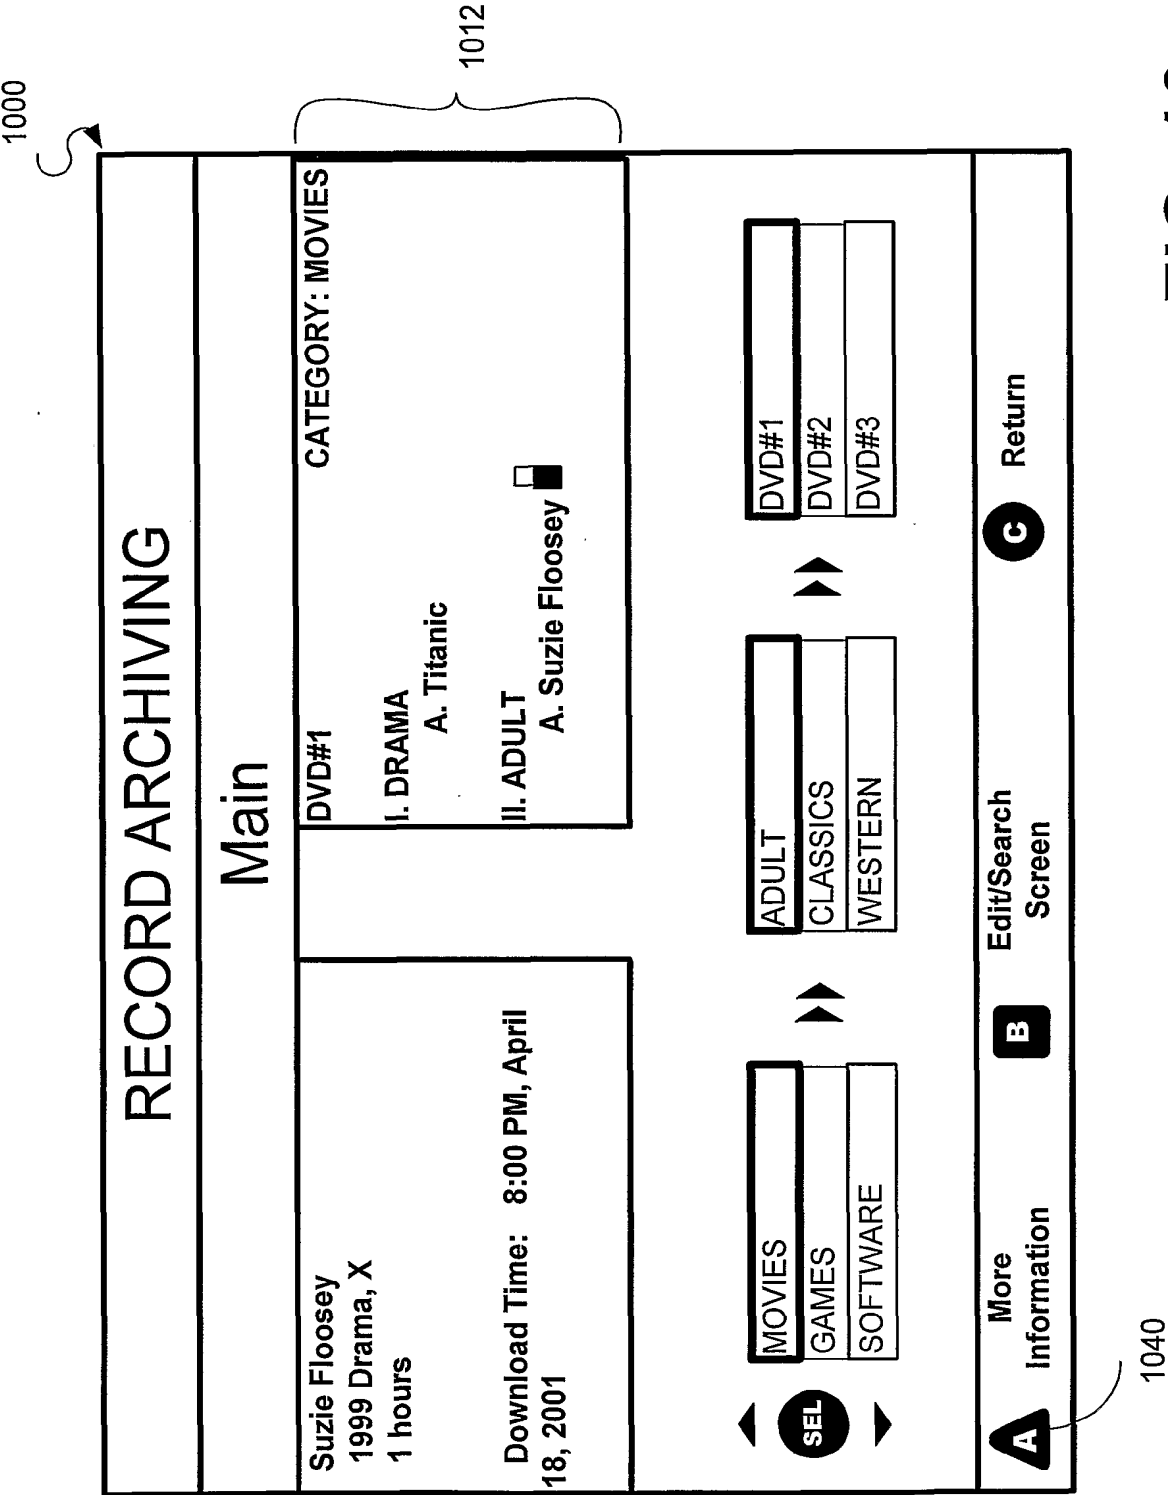 1000
RECORD ARCHIVING
Main
Suzie Floosey
1999 Drama, X
1 hours
Download Time: 8:00 PM, April
18, 2001
DVD#1 CATEGORY: MOVIES
I. DRAMA
A. Titanic
II. ADULT
A. Suzie Floosey
1012
SEL
MOVIES
GAMES
SOFTWARE
ADULT
CLASSICS
WESTERN
DVD#1
DVD#2
DVD#3
A
More
Information
B
Edit/Search
Screen
C
Return
1040